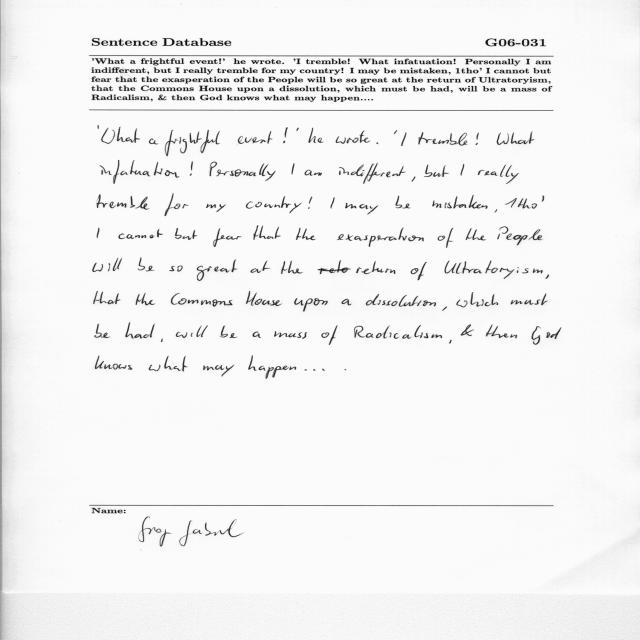 Sentence Database G06-031
'What a frightful event!' he wrote. 'I tremble! What infatuation! Personally I am
indifferent, but I really tremble for my country! I may be mistaken, 1tho' I cannot but
fear that the exasperation of the People will be so great at the return of Ultratoryism,
that the Commons House upon a dissolution, which must be had, will be a mass of
Radicalism, & then God knows what may happen....
'What a frightful event!' he wrote. 'I tremble! What
infatuation! Personally I am indifferent, but I really
tremble for my country! I may be mistaken, 1tho'
I cannot but fear that the exasperation of the People
will be so great at the return of Ultratoryism,
that the Commons House upon a dissolution, which must
be had, will be a mass of Radicalism, & then God
knows what may happen....
Name: